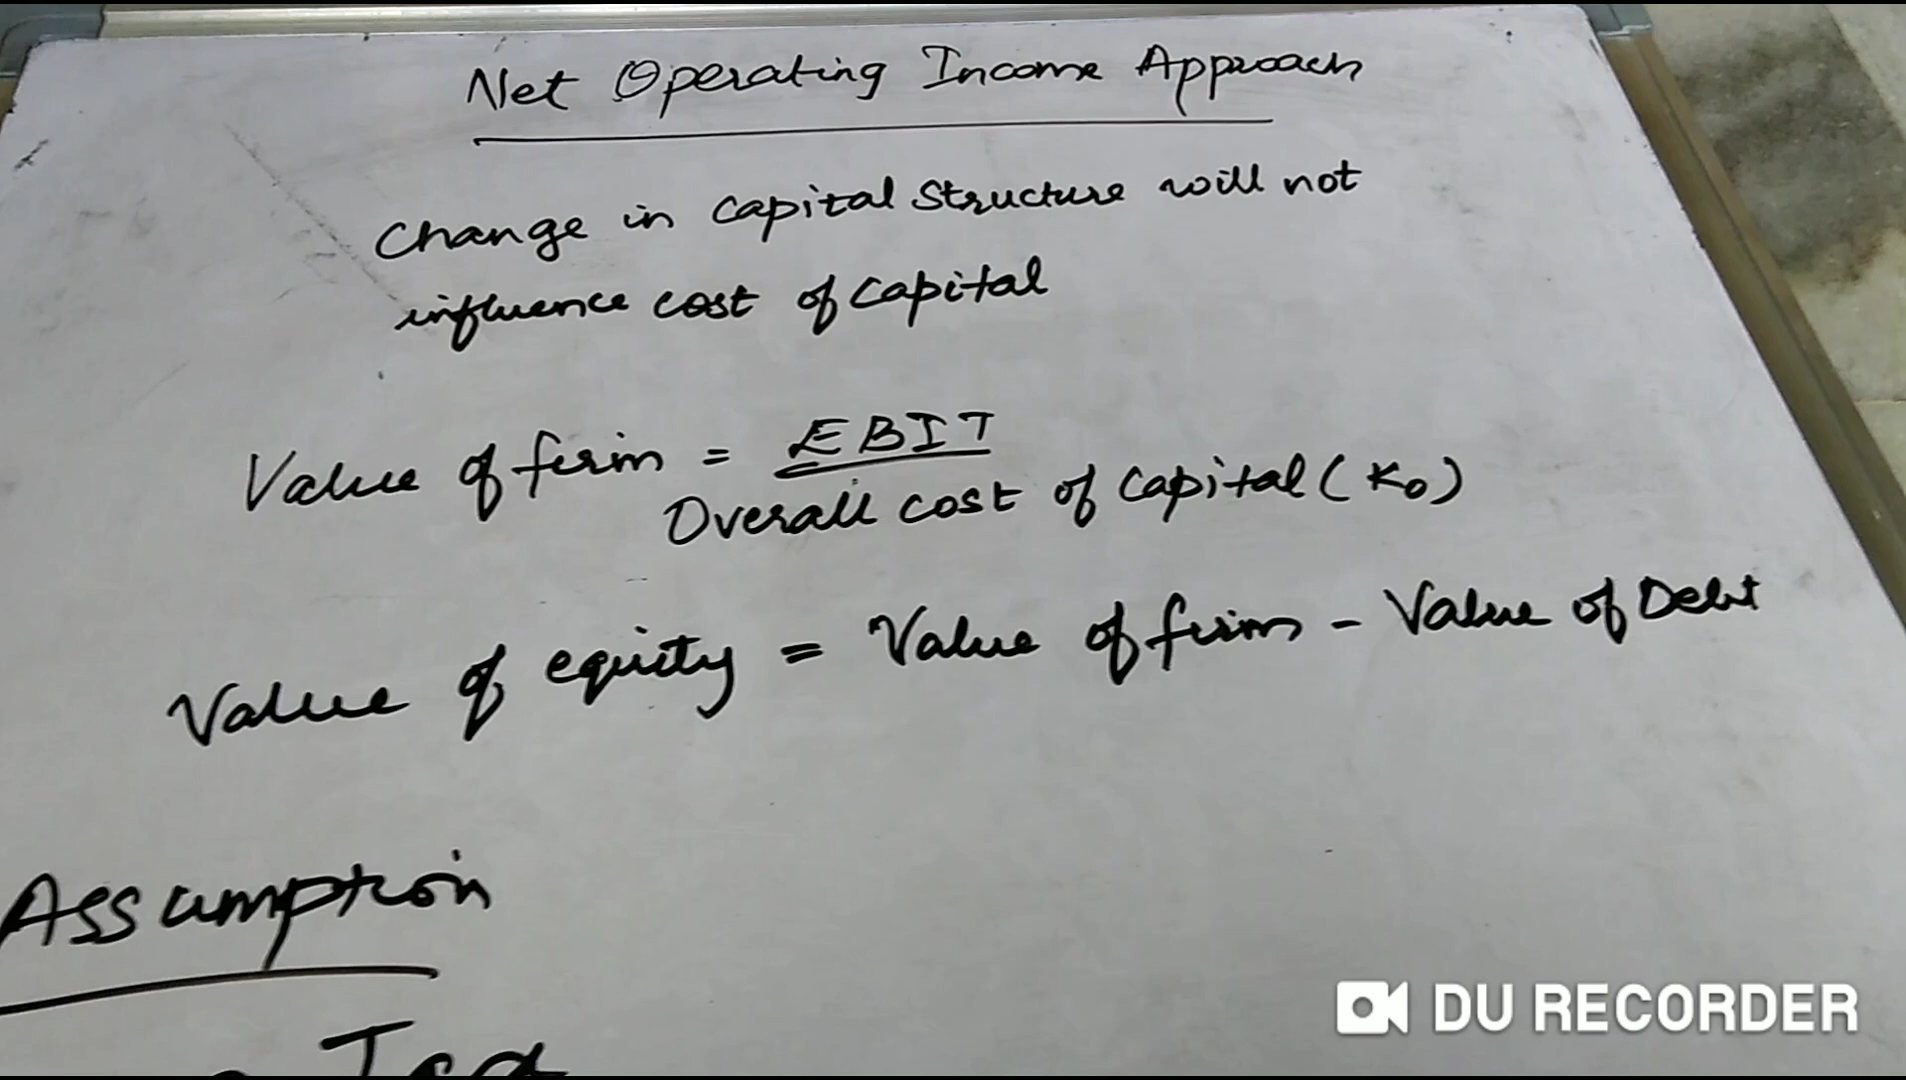 Net Operating Income Approach
Change in Capital Structure will not
influence cost of Capital
Value of firm = EBIT
Overall cost of Capital (Ko)
Value of equity = Value of firm - Value of Debt
Assumption
DU RECORDER